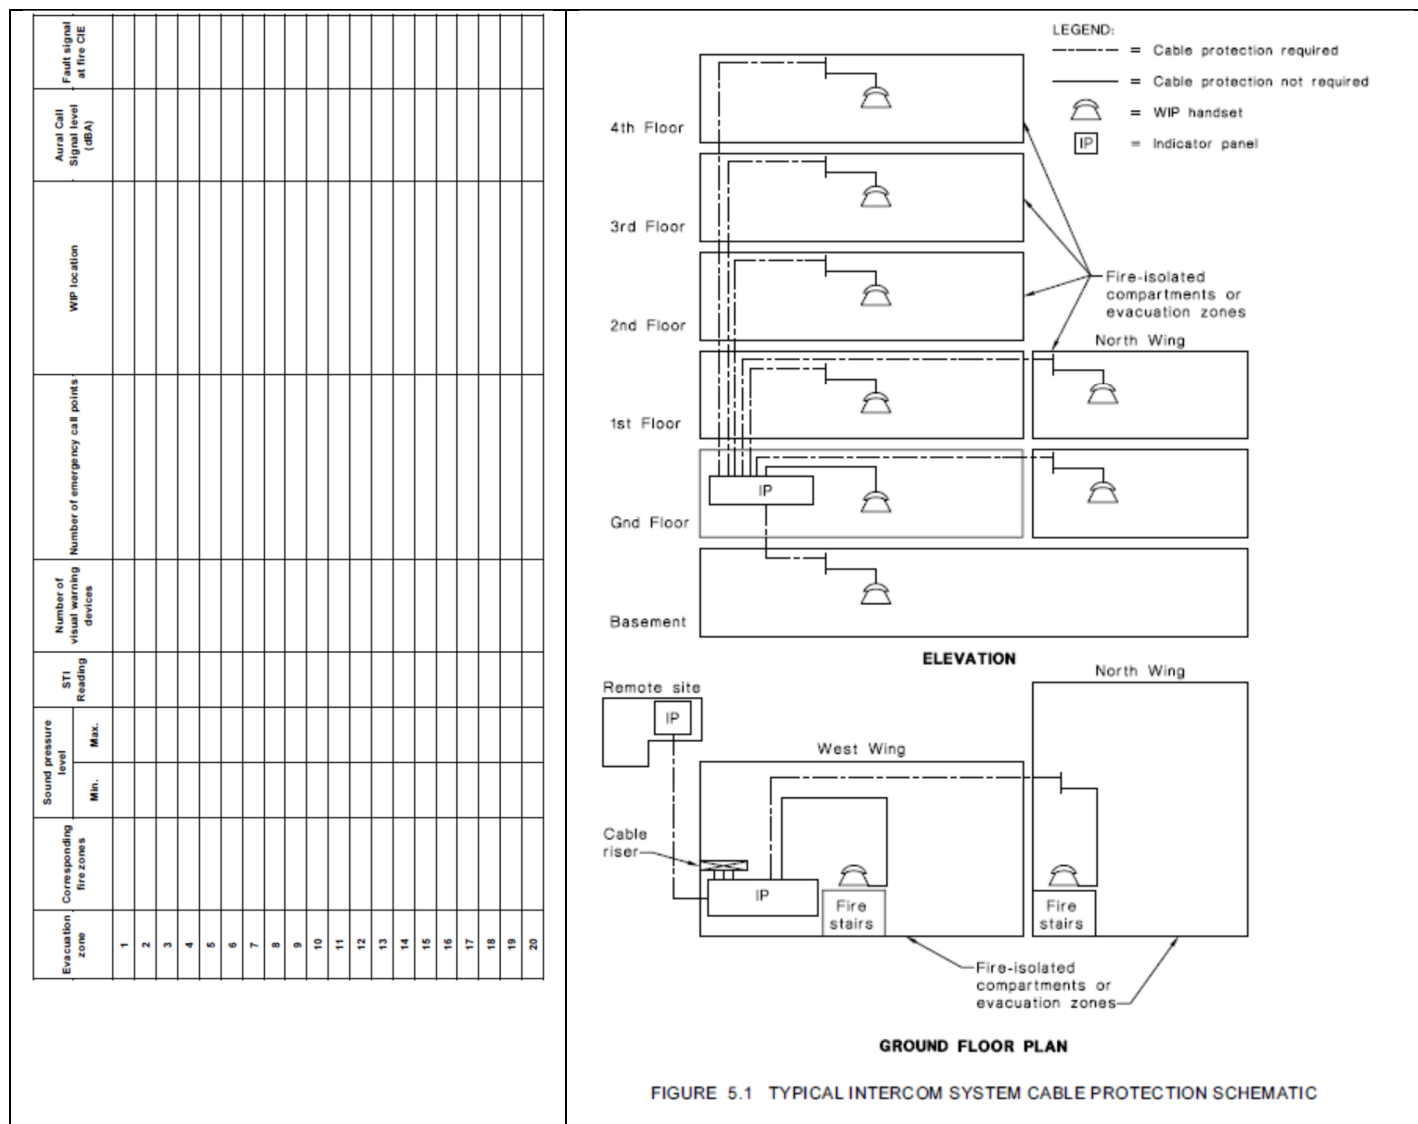 Fault signal
at fire CIE
Aural Call
Signal level
(dBA)
WIP location
Number of emergency call points
Number of
visual warning
devices
STI
Reading
Sound pressure
level
Max.
Min.
Corresponding
fire zones
Evacuation
zone
1
2
3
4
5
6
7
8
9
10
11
12
13
14
15
16
17
18
19
20
LEGEND:
= Cable protection required
= Cable protection not required
= WIP handset
IP = Indicator panel
4th Floor
3rd Floor
2nd Floor
Fire-isolated
compartments or
evacuation zones
North Wing
1st Floor
IP
Gnd Floor
Basement
ELEVATION
North Wing
Remote site
IP
West Wing
Cable
riser
IP
Fire
stairs
Fire
stairs
Fire-isolated
compartments or
evacuation zones
GROUND FLOOR PLAN
FIGURE 5.1 TYPICAL INTERCOM SYSTEM CABLE PROTECTION SCHEMATIC